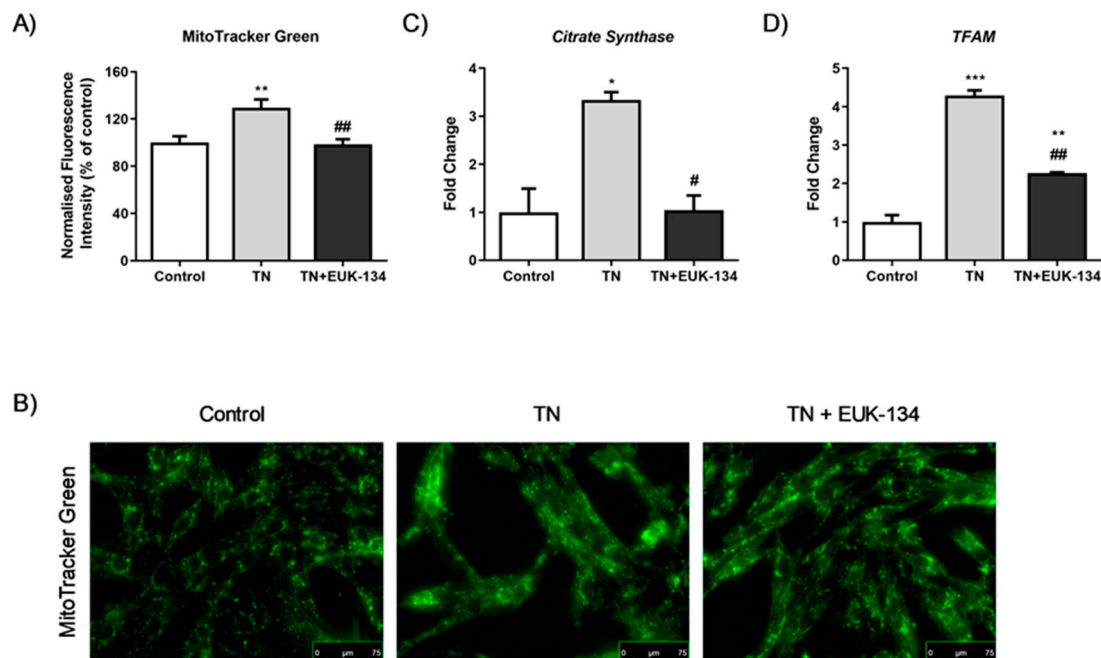 A)
MitoTracker Green
Normalised Fluorescence
Intensity (% of control)
160
120
80
40
0
Control
TN
TN+EUK-134
**
##
C)
Citrate Synthase
Fold Change
4
3
2
1
0
Control
TN
TN+EUK-134
*
#
D)
TFAM
Fold Change
5
4
3
2
1
0
Control
TN
TN+EUK-134
***
**
##
B)
Control
TN
TN + EUK-134
MitoTracker Green
0 µm 75
0 µm 75
0 µm 75